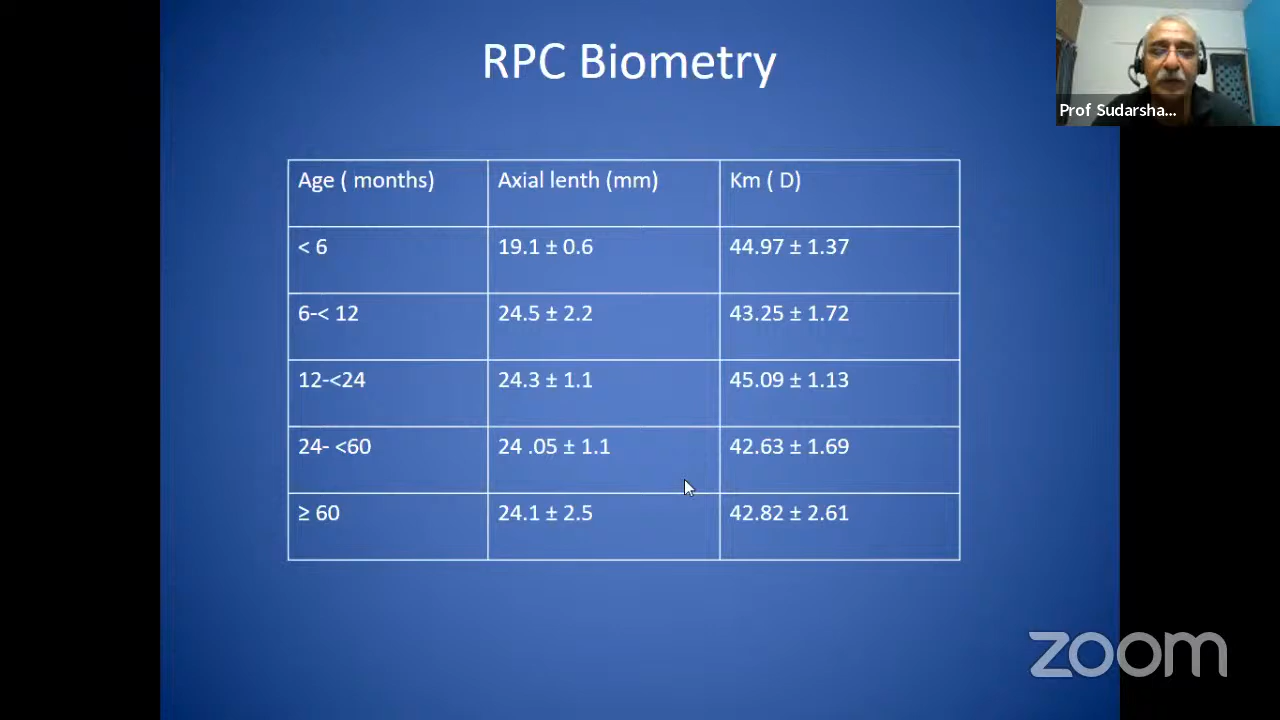 RPC Biometry
Prof Sudarsha...
Age ( months) Axial lenth (mm) Km ( D)
< 6 19.1 ± 0.6 44.97 ± 1.37
6-< 12 24.5 ± 2.2 43.25 ± 1.72
12-<24 24.3 ± 1.1 45.09 ± 1.13
24- <60 24 .05 ± 1.1 42.63 ± 1.69
≥ 60 24.1 ± 2.5 42.82 ± 2.61
zoom